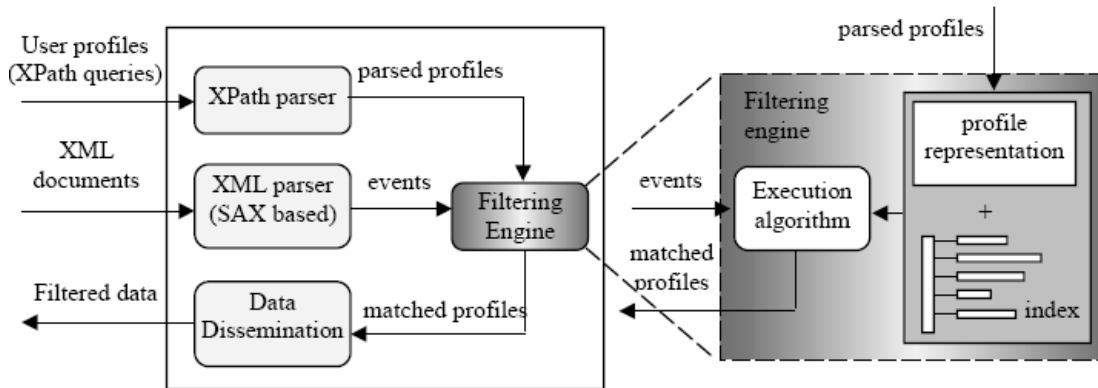 User profiles
(XPath queries)
XPath parser
parsed profiles
XML
documents
XML parser
(SAX based)
events
Filtering
Engine
Filtered data
Data
Dissemination
matched profiles
parsed profiles
Filtering
engine
profile
representation
events
Execution
algorithm
+
matched
profiles
index